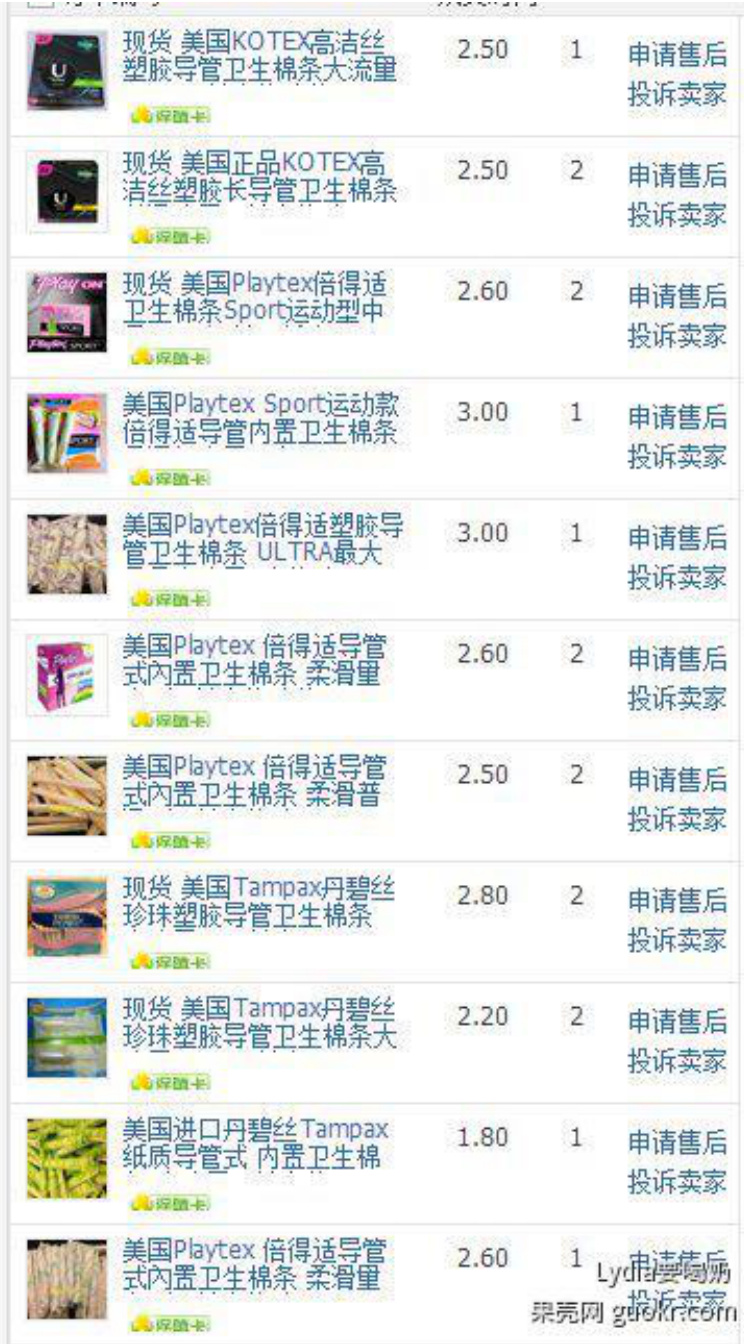 现货 美国KOTEX高洁丝
塑胶导管卫生棉条大流量
2.50
1
申请售后
投诉卖家
保障卡
现货 美国正品KOTEX高
洁丝塑胶长导管卫生棉条
2.50
2
申请售后
投诉卖家
保障卡
现货 美国Playtex倍得适
卫生棉条Sport运动型中
2.60
2
申请售后
投诉卖家
保障卡
美国Playtex Sport运动款
倍得适导管内置卫生棉条
3.00
1
申请售后
投诉卖家
保障卡
美国Playtex倍得适塑胶导
管卫生棉条 ULTRA最大
3.00
1
申请售后
投诉卖家
保障卡
美国Playtex 倍得适导管
式内置卫生棉条 柔滑量
2.60
2
申请售后
投诉卖家
保障卡
美国Playtex 倍得适导管
式内置卫生棉条 柔滑普
2.50
2
申请售后
投诉卖家
保障卡
现货 美国Tampax丹碧丝
珍珠塑胶导管卫生棉条
2.80
2
申请售后
投诉卖家
保障卡
现货 美国Tampax丹碧丝
珍珠塑胶导管卫生棉条大
2.20
2
申请售后
投诉卖家
保障卡
美国进口丹碧丝Tampax
纸质导管式 内置卫生棉
1.80
1
申请售后
投诉卖家
保障卡
美国Playtex 倍得适导管
式内置卫生棉条 柔滑量
2.60
1
申请售后
投诉卖家
保障卡
Lydia要喝奶
果壳网 guokr.com